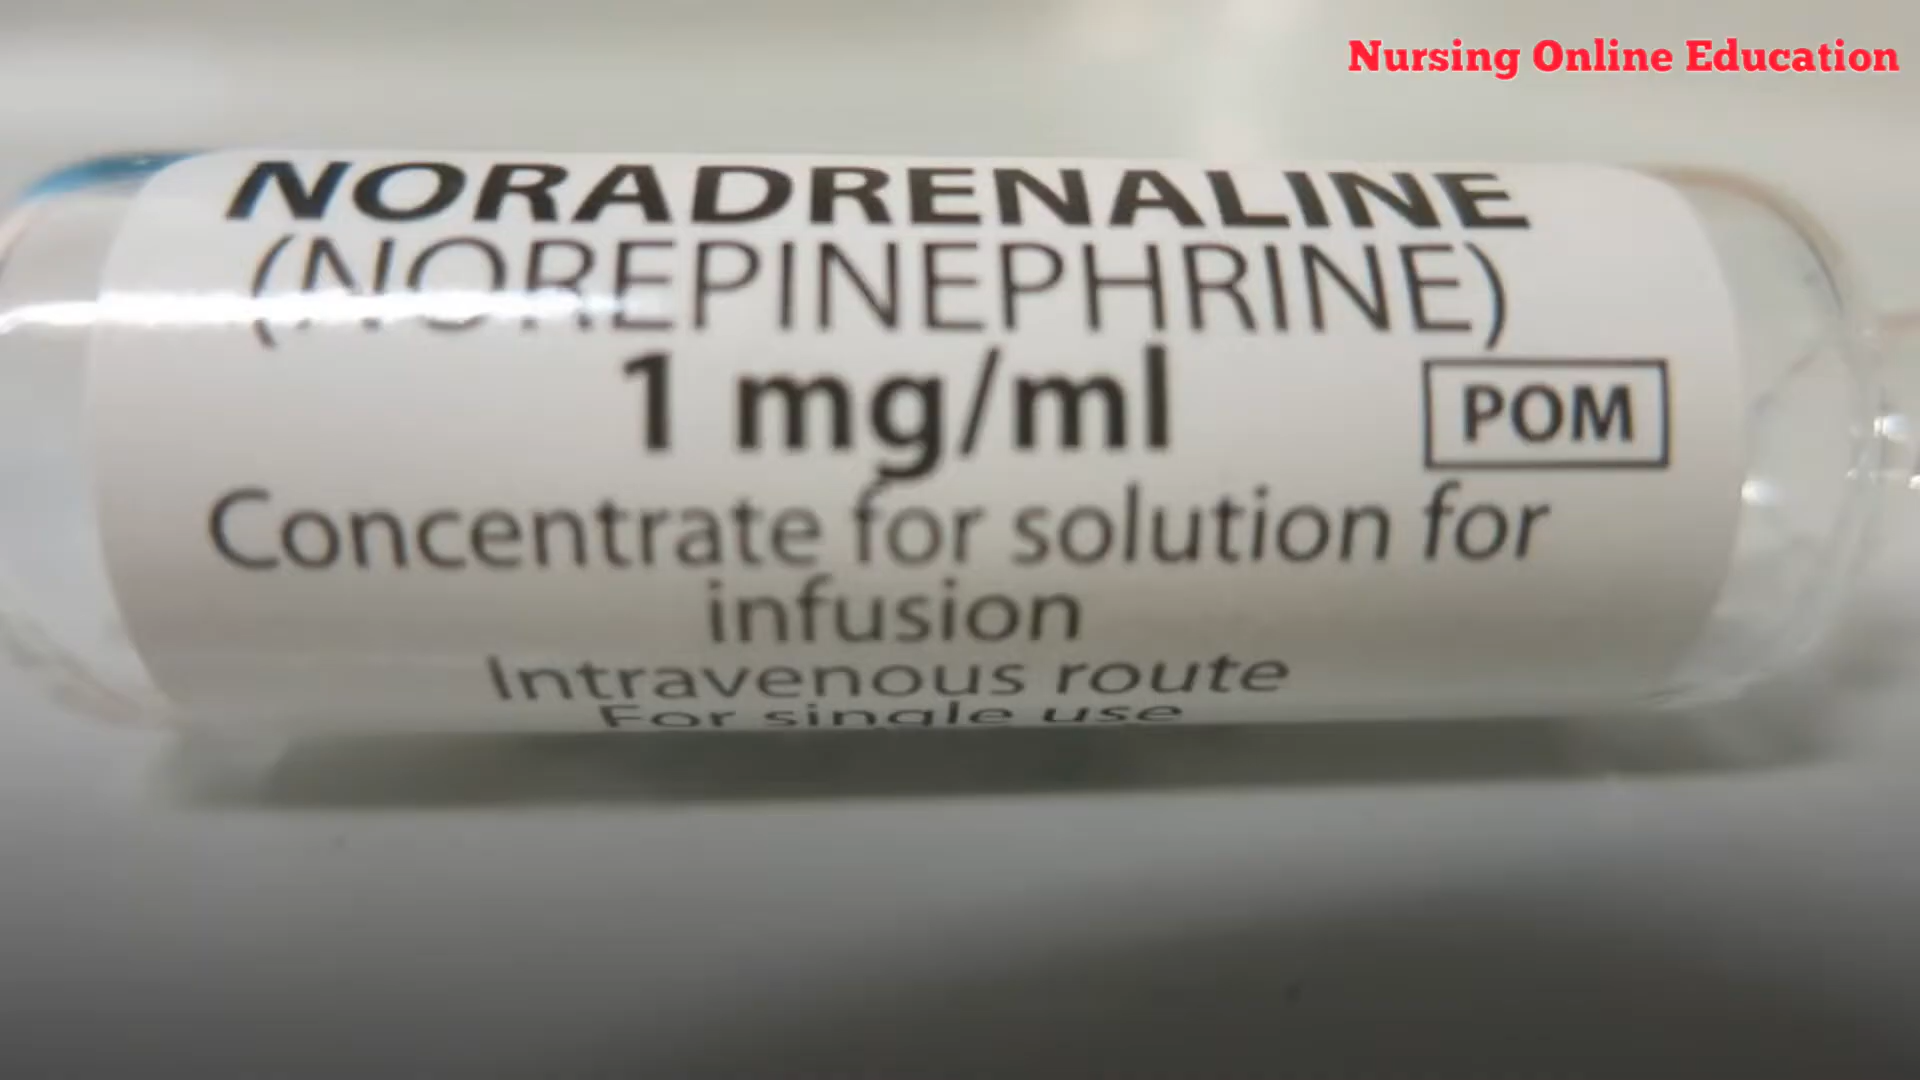 Nursing Online Education
NORADRENALINE
(NOREPINEPHRINE)
1 mg/ml
POM
Concentrate for solution for
infusion
Intravenous route
For single use